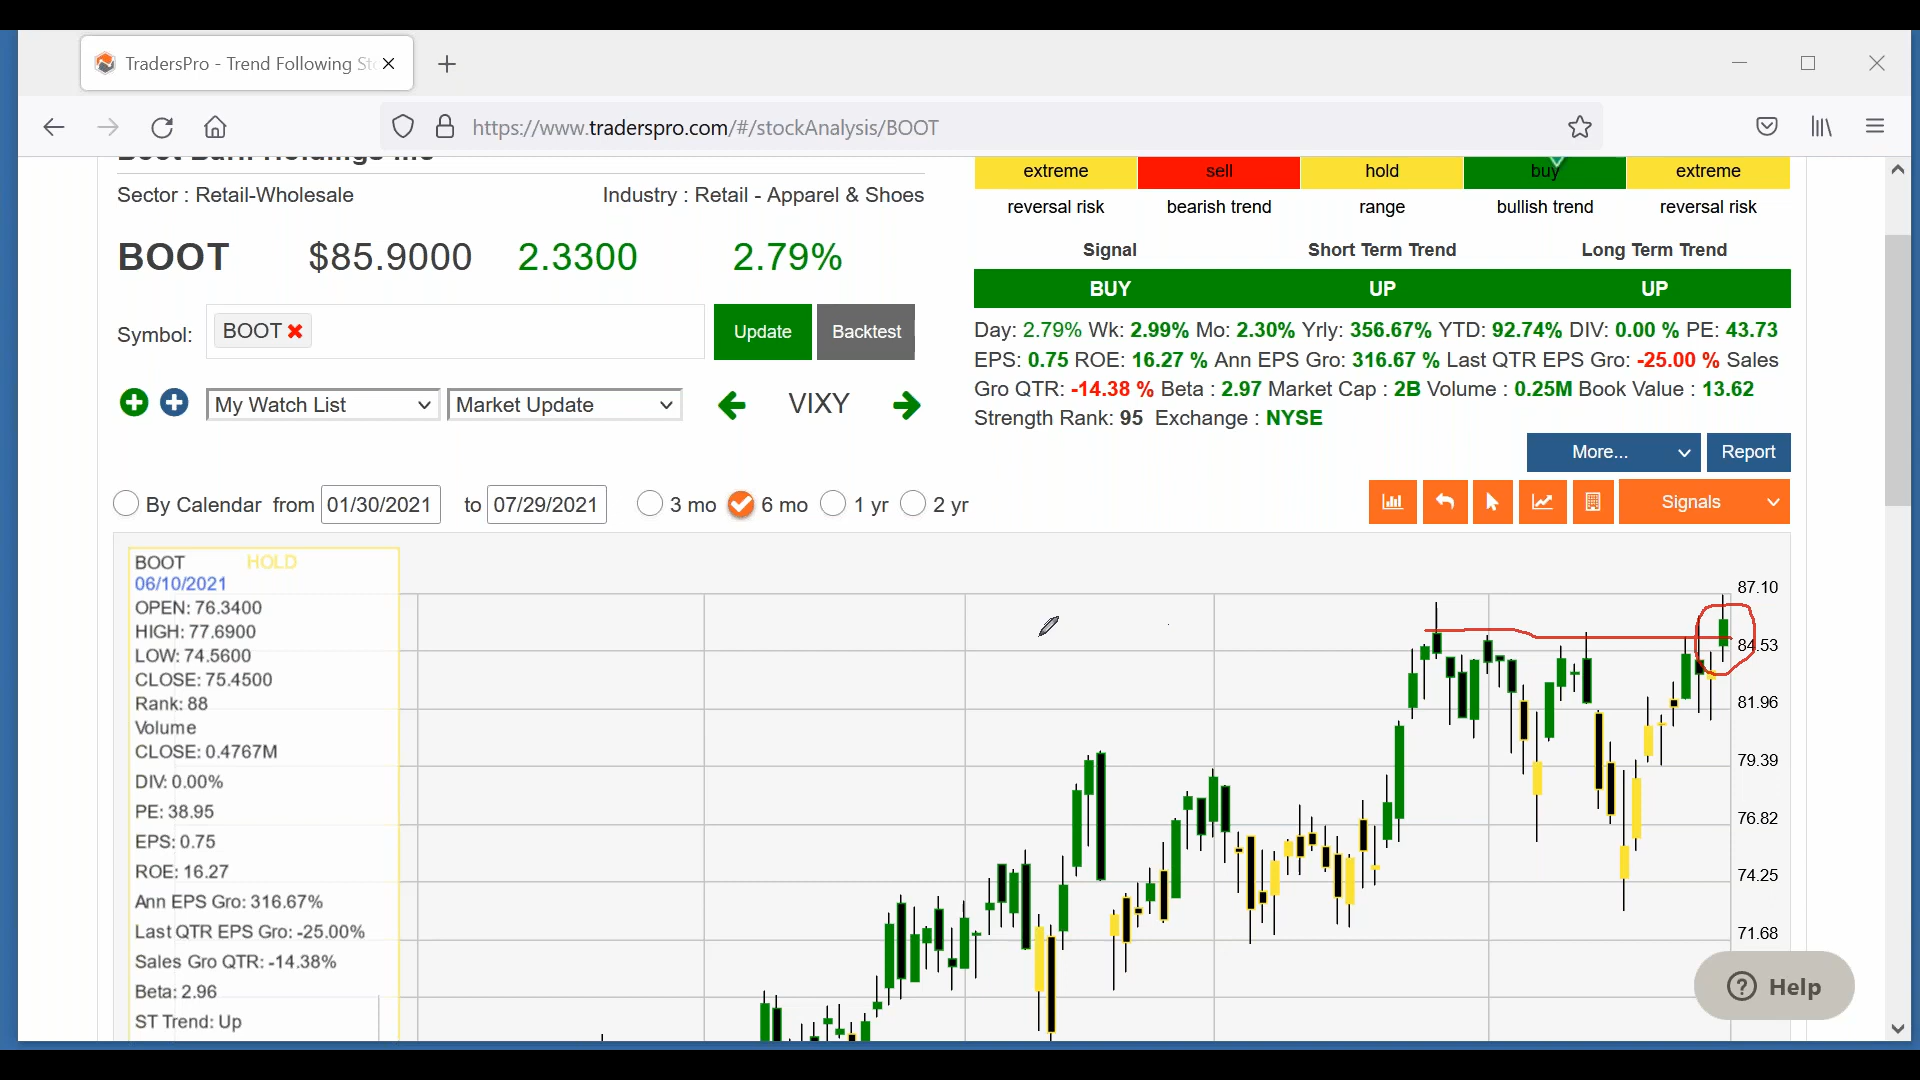 TradersPro - Trend Following Sto
https://www.traderspro.com/#/stockAnalysis/BOOT
Boot Barn Holdings Inc
extreme sell hold buy extreme
Sector : Retail-Wholesale Industry : Retail - Apparel & Shoes
reversal risk bearish trend range bullish trend reversal risk
BOOT $85.9000 2.3300 2.79%
Signal Short Term Trend Long Term Trend
BUY UP UP
Symbol: BOOT Update Backtest
Day: 2.79% Wk: 2.99% Mo: 2.30% Yrly: 356.67% YTD: 92.74% DIV: 0.00 % PE: 43.73
EPS: 0.75 ROE: 16.27 % Ann EPS Gro: 316.67 % Last QTR EPS Gro: -25.00 % Sales
Gro QTR: -14.38 % Beta : 2.97 Market Cap : 2B Volume : 0.25M Book Value : 13.62
Strength Rank: 95 Exchange : NYSE
My Watch List Market Update VIXY
More... Report
By Calendar from 01/30/2021 to 07/29/2021 3 mo 6 mo 1 yr 2 yr
Signals
BOOT HOLD
06/10/2021
OPEN: 76.3400
HIGH: 77.6900
LOW: 74.5600
CLOSE: 75.4500
Rank: 88
Volume
CLOSE: 0.4767M
DIV: 0.00%
PE: 38.95
EPS: 0.75
ROE: 16.27
Ann EPS Gro: 316.67%
Last QTR EPS Gro: -25.00%
Sales Gro QTR: -14.38%
Beta: 2.96
ST Trend: Up
87.10
84.53
81.96
79.39
76.82
74.25
71.68
Help